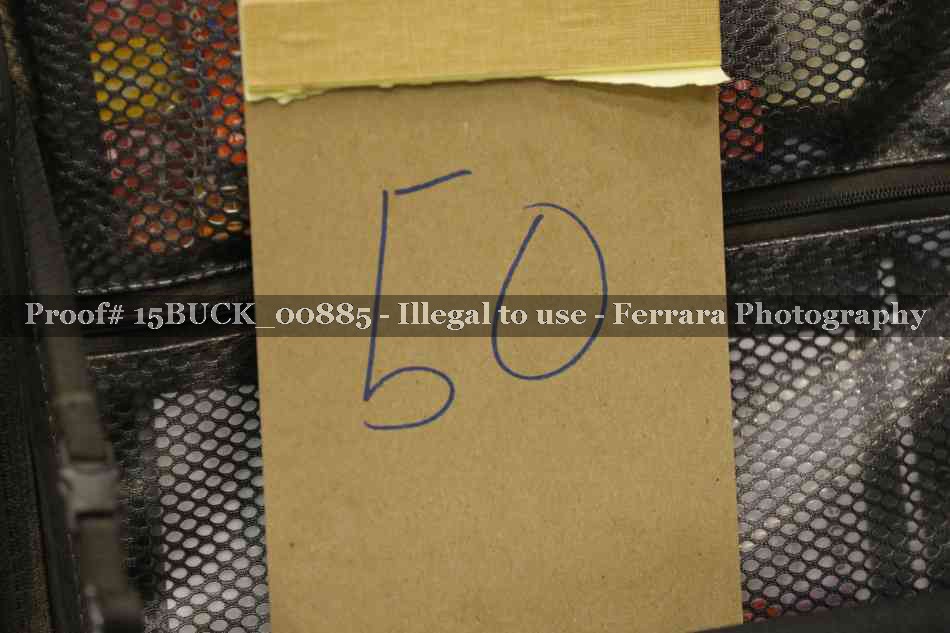 50
Proof# 15BUCK_00885 - Illegal to use - Ferrara Photography